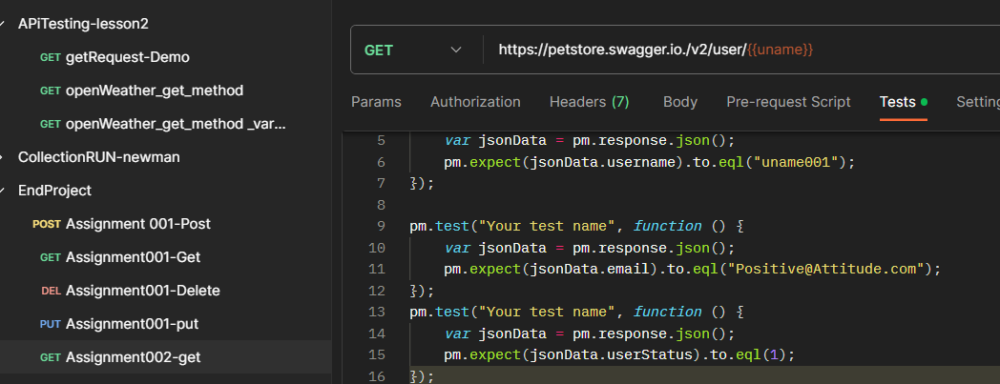 APiTesting-lesson2
GET getRequest-Demo
GET openWeather_get_method
GET openWeather_get_method _var...
CollectionRUN-newman
EndProject
POST Assignment 001-Post
GET Assignment001-Get
DEL Assignment001-Delete
PUT Assignment001-put
GET Assignment002-get
GET https://petstore.swagger.io./v2/user/{{uname}}
Params Authorization Headers (7) Body Pre-request Script Tests Setting
5 var jsonData = pm.response.json();
6 pm.expect(jsonData.username).to.eql("uname001");
7 });
8
9 pm.test("Your test name", function () {
10 var jsonData = pm.response.json();
11 pm.expect(jsonData.email).to.eql("Positive@Attitude.com");
12 });
13 pm.test("Your test name", function () {
14 var jsonData = pm.response.json();
15 pm.expect(jsonData.userStatus).to.eql(1);
16 });